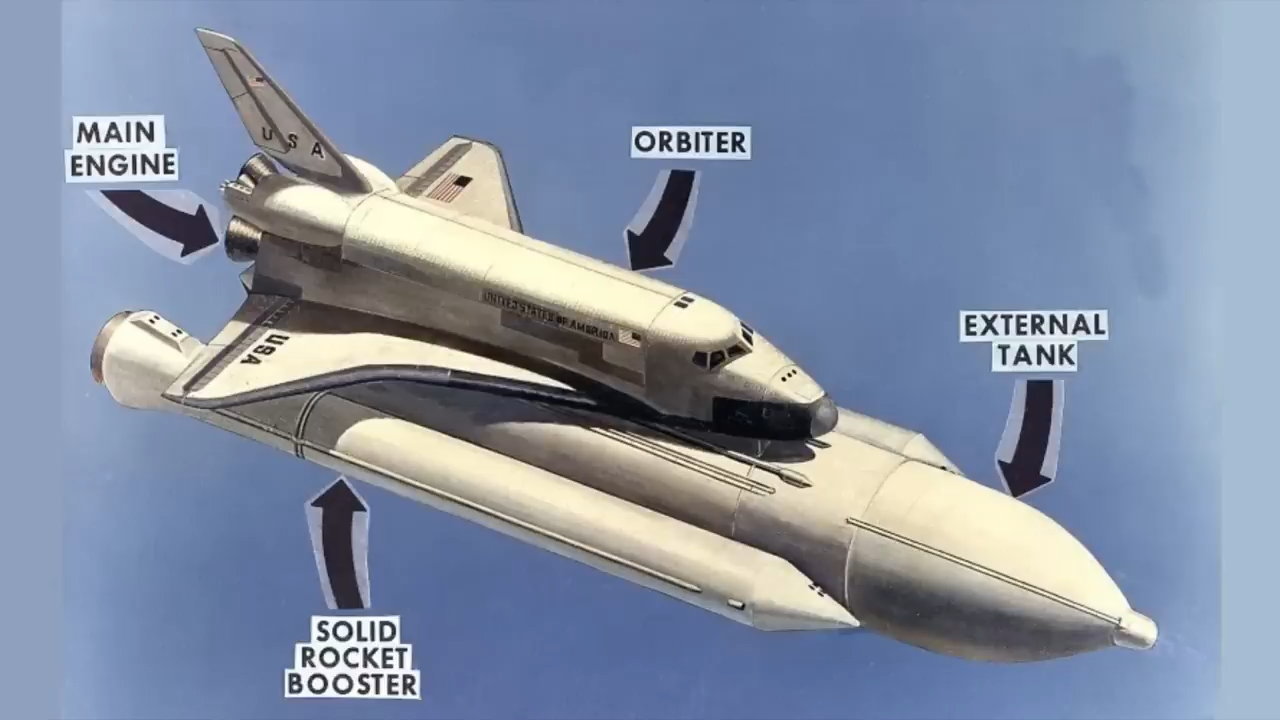 MAIN
ENGINE
ORBITER
USA
UNITED STATES OF AMERICA
USA
EXTERNAL
TANK
SOLID
ROCKET
BOOSTER